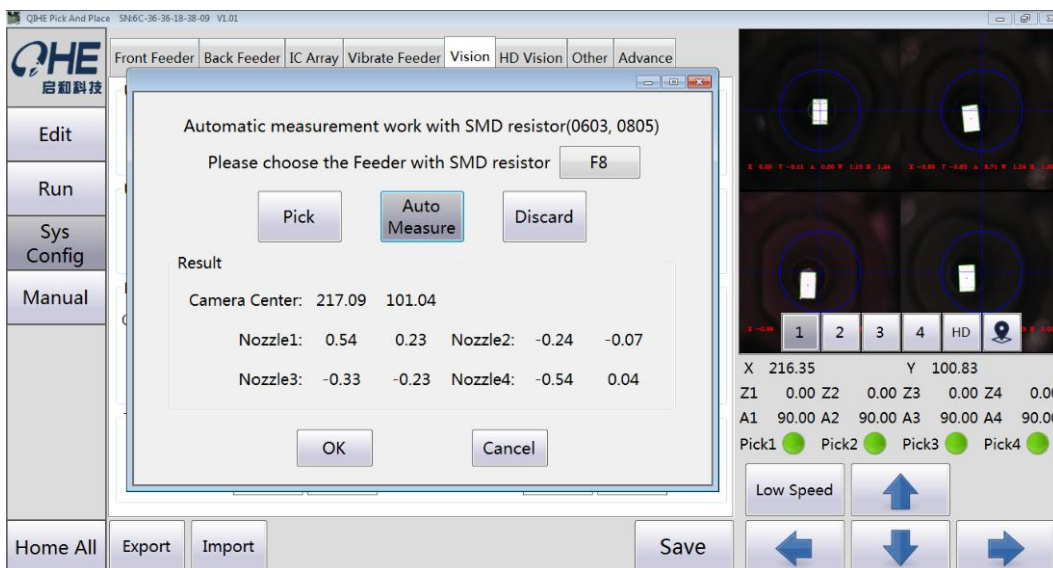 QIHE Pick And Place SN:6C-36-36-18-38-09 V1.01
QHE
启和科技
Front Feeder Back Feeder IC Array Vibrate Feeder Vision HD Vision Other Advance
Edit
Run
Sys
Config
Manual
Automatic measurement work with SMD resistor(0603, 0805)
Please choose the Feeder with SMD resistor F8
Pick Auto Measure Discard
Result
Camera Center: 217.09 101.04
Nozzle1: 0.54 0.23 Nozzle2: -0.24 -0.07
Nozzle3: -0.33 -0.23 Nozzle4: -0.54 0.04
OK Cancel
1 2 3 4 HD
X 216.35 Y 100.83
Z1 0.00 Z2 0.00 Z3 0.00 Z4 0.00
A1 90.00 A2 90.00 A3 90.00 A4 90.00
Pick1 Pick2 Pick3 Pick4
Low Speed
Home All Export Import Save